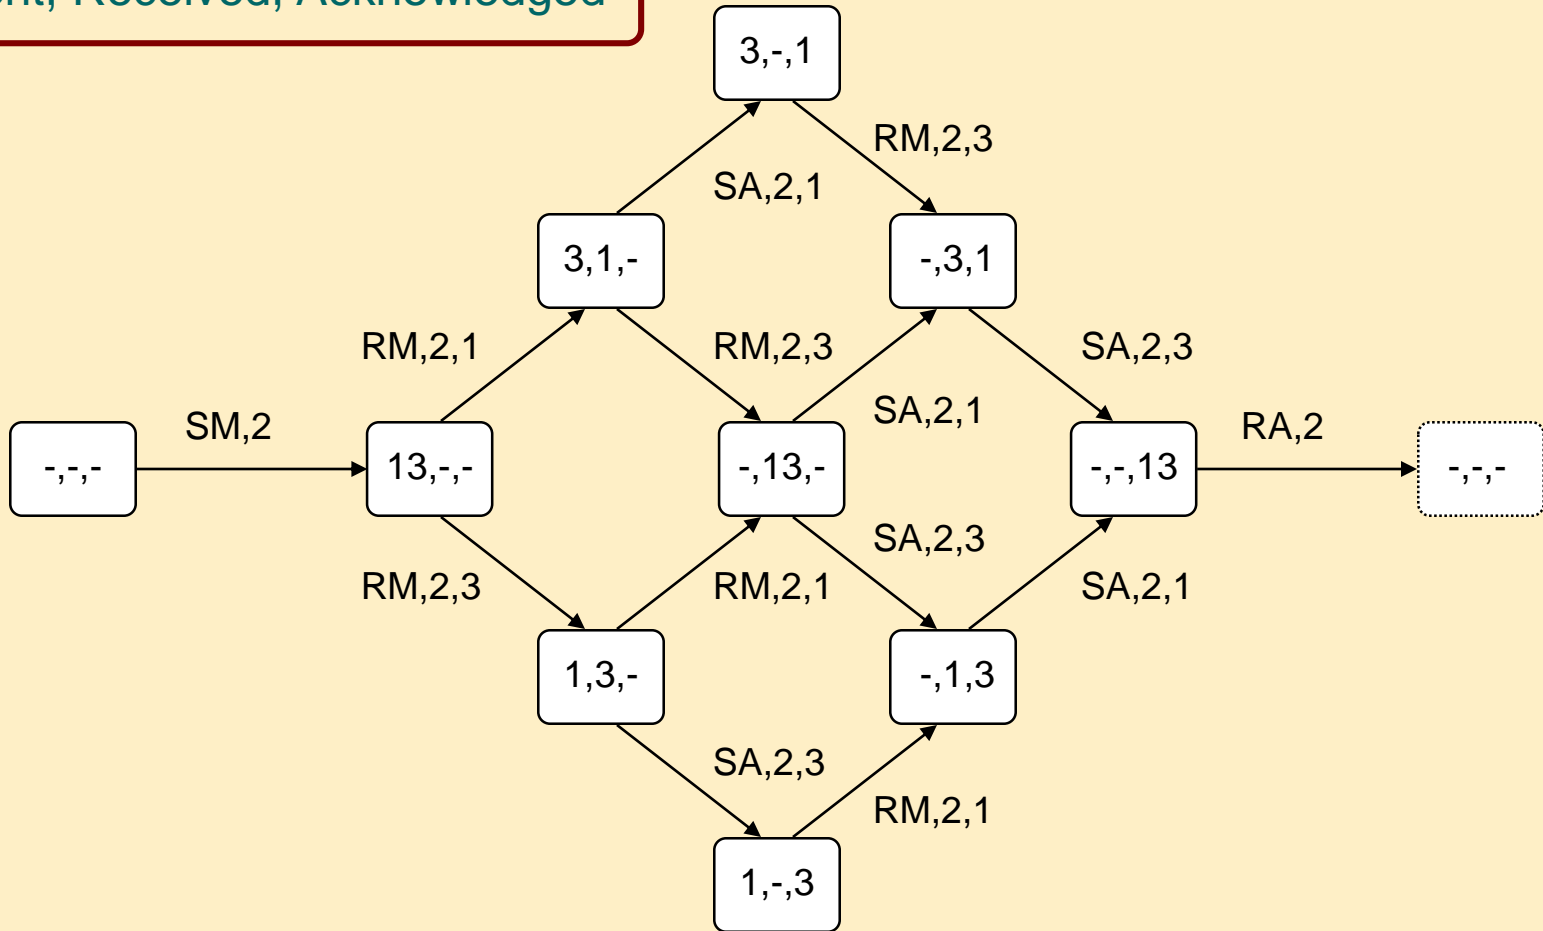 Received, Acknowledged
3,-,1
RM,2,3
SA,2,1
3,1,-
-,3,1
RM,2,1
RM,2,3
SA,2,3
SA,2,1
SM,2
RA,2
-,-,-
13,-,-
-,13,-
-,-,13
-,-,-
SA,2,3
RM,2,3
RM,2,1
SA,2,1
1,3,-
-,1,3
SA,2,3
RM,2,1
1,-,3